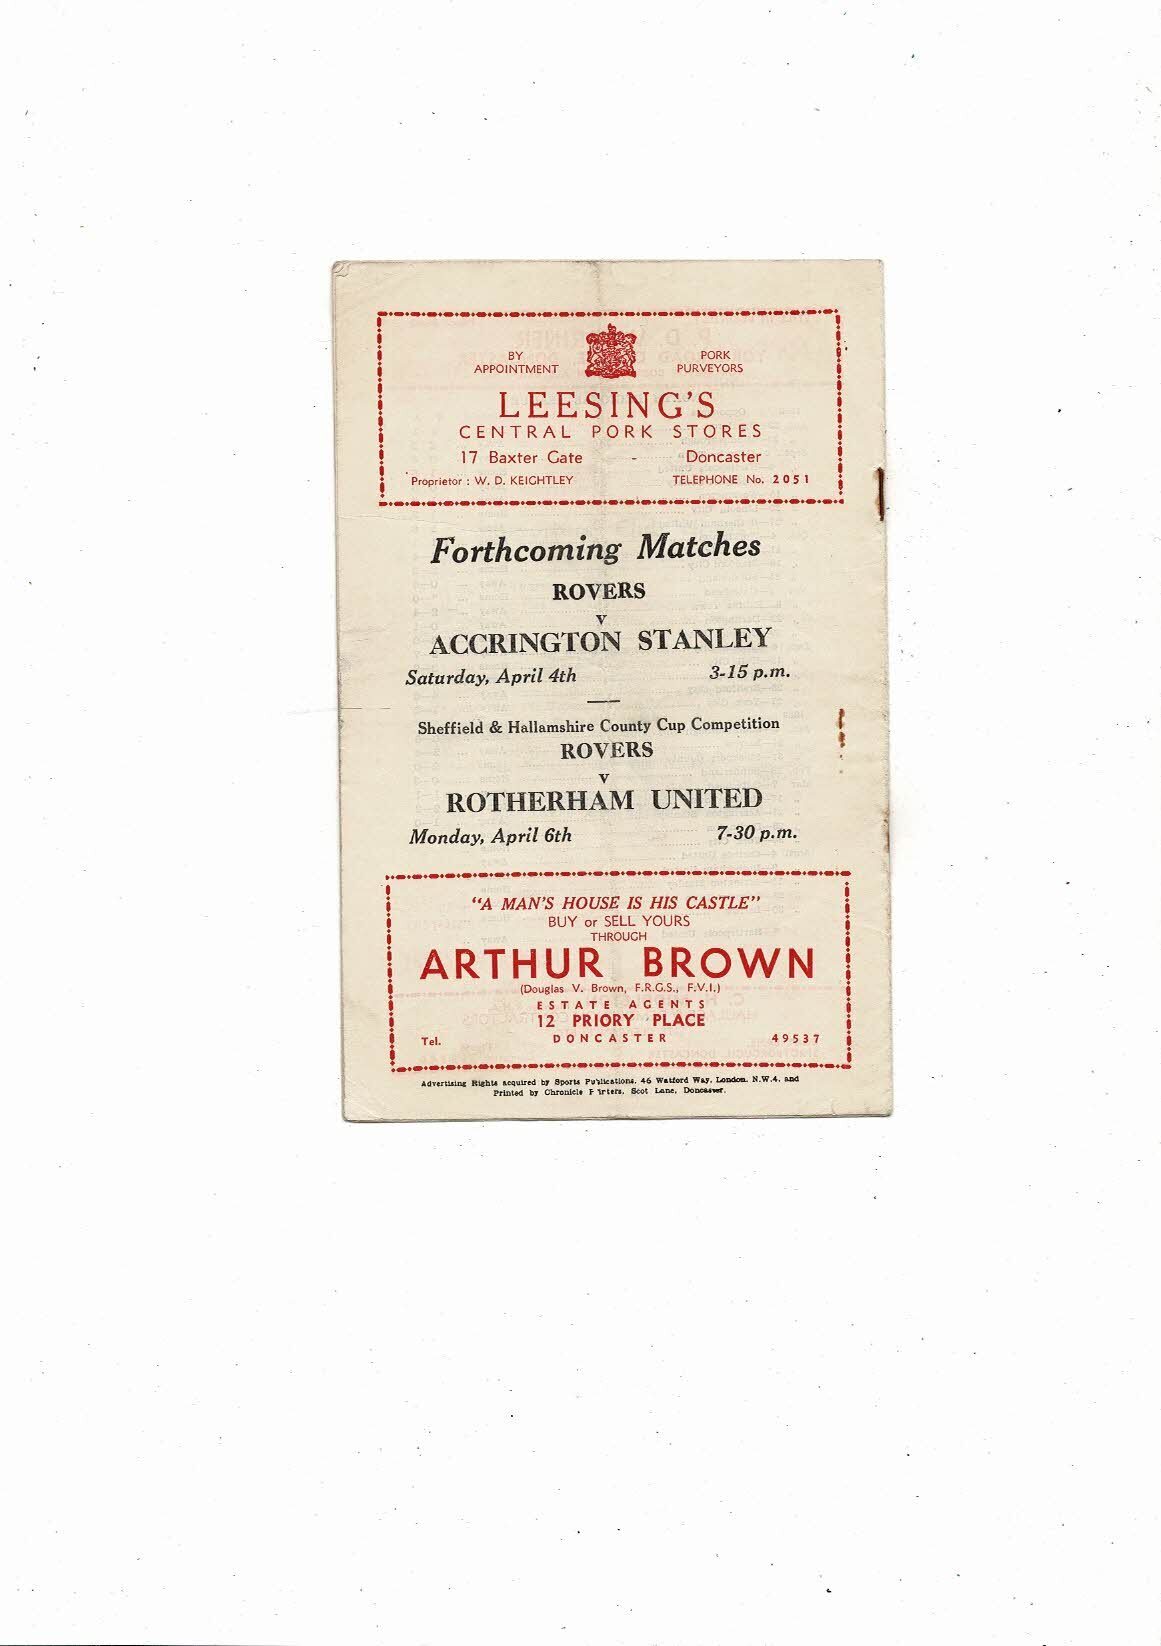 BY APPOINTMENT
PORK PURVEYORS
LEESING'S
CENTRAL PORK STORES
17 Baxter Gate - Doncaster
Proprietor : W. D. KEIGHTLEY TELEPHONE No. 2051
Forthcoming Matches
ROVERS
v
ACCRINGTON STANLEY
Saturday, April 4th 3-15 p.m.
Sheffield & Hallamshire County Cup Competition
ROVERS
v
ROTHERHAM UNITED
Monday, April 6th 7-30 p.m.
"A MAN'S HOUSE IS HIS CASTLE"
BUY or SELL YOURS
THROUGH
ARTHUR BROWN
(Douglas V. Brown, F.R.G.S., F.V.I.)
ESTATE AGENTS
12 PRIORY PLACE
Tel. DONCASTER 49537
Advertising Rights acquired by Sports Publications, 46 Watford Way, London, N.W.4. and
Printed by Chronicle Scot Lane, Doncaster.